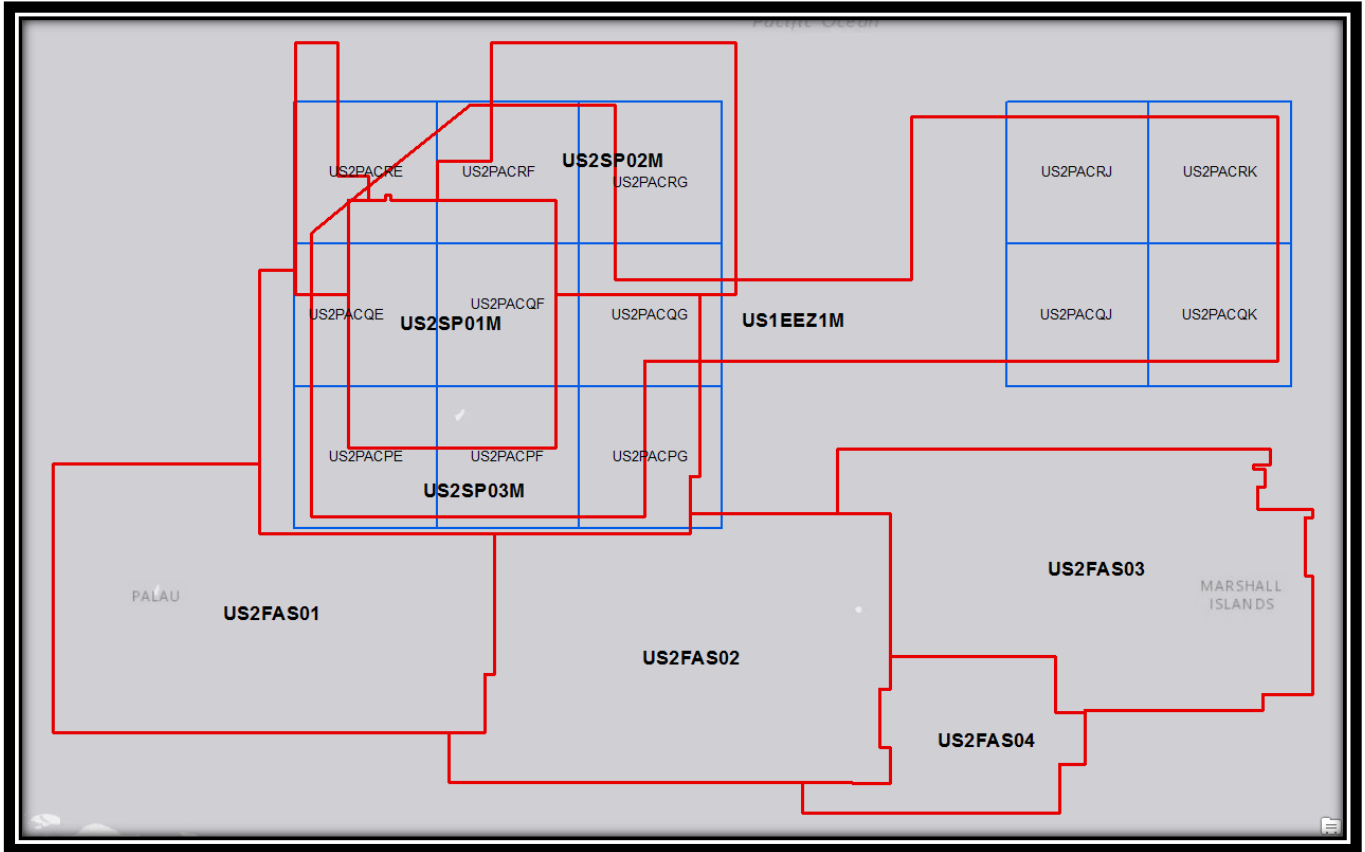 Pacific Ocean
US2SP02M
US2PACRE
US2PACRF
US2PACRG
US2PACRJ
US2PACRK
US2PACQE
US2PACQF
US2SP01M
US2PACQG
US1EEZ1M
US2PACQJ
US2PACQK
US2PACPE
US2PACPF
US2PACPG
US2SP03M
US2FAS03
PALAU
MARSHALL
ISLANDS
US2FAS01
US2FAS02
US2FAS04